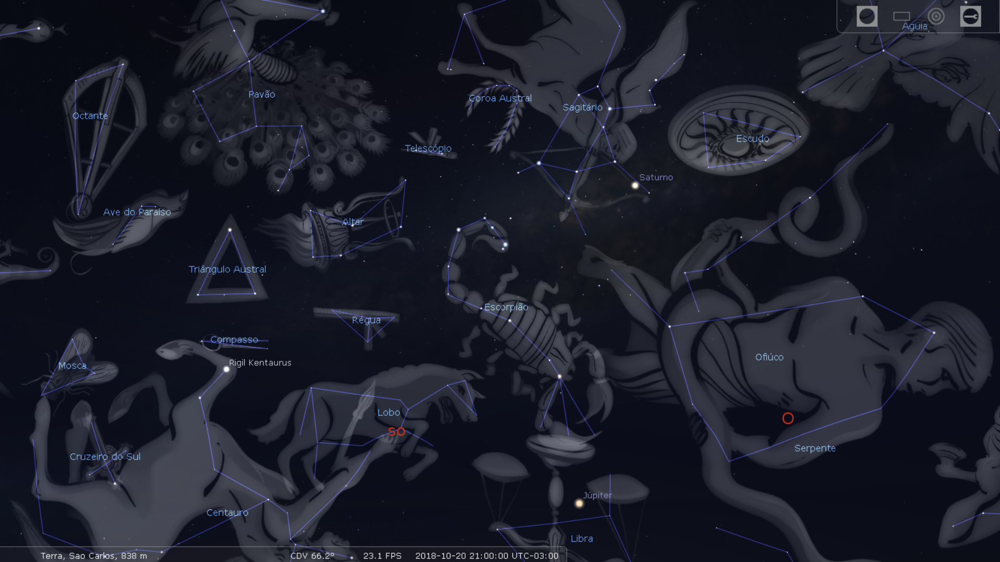 Águia
Pavão
Coroa Austral
Sagitário
Octante
Escudo
Telescópio
Saturno
Ave do Paraíso
Altar
Triângulo Austral
Escorpião
Régua
Compasso
Ofiúco
Rigil Kentaurus
Mosca
Lobo
O
SO
Serpente
Cruzeiro do Sul
Júpiter
Centauro
Libra
Terra, Sao Carlos, 838 m CDV 66.2° 23.1 FPS 2018-10-20 21:00:00 UTC-03:00